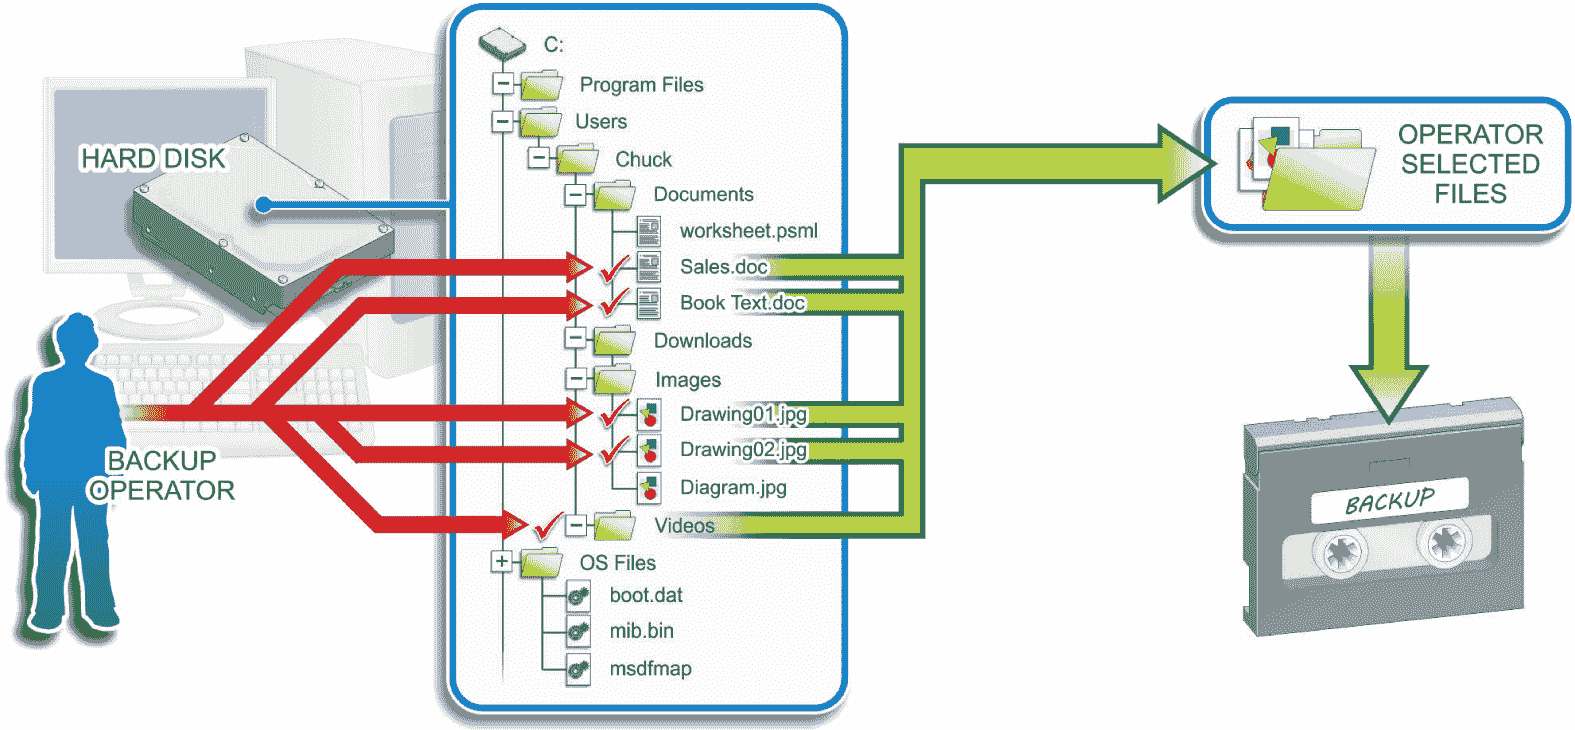 C:
Program Files
Users
Chuck
Documents
worksheet.psml
Sales.doc
Book Text.doc
Downloads
Images
Drawing01.jpg
Drawing02.jpg
Diagram.jpg
Videos
OS Files
boot.dat
mib.bin
msdfmap
HARD DISK
BACKUP
OPERATOR
OPERATOR
SELECTED
FILES
BACKUP